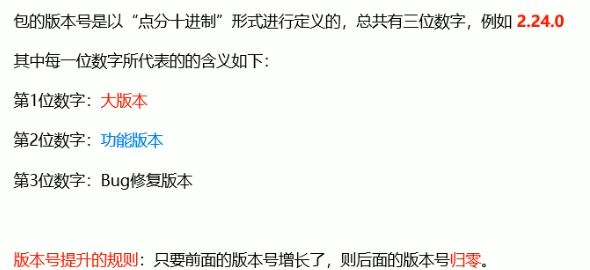 包的版本号是以“点分十进制”形式进行定义的，总共有三位数字，例如 2.24.0
其中每一位数字所代表的的含义如下：
第1位数字：大版本
第2位数字：功能版本
第3位数字：Bug修复版本
版本号提升的规则：只要前面的版本号增长了，则后面的版本号归零。